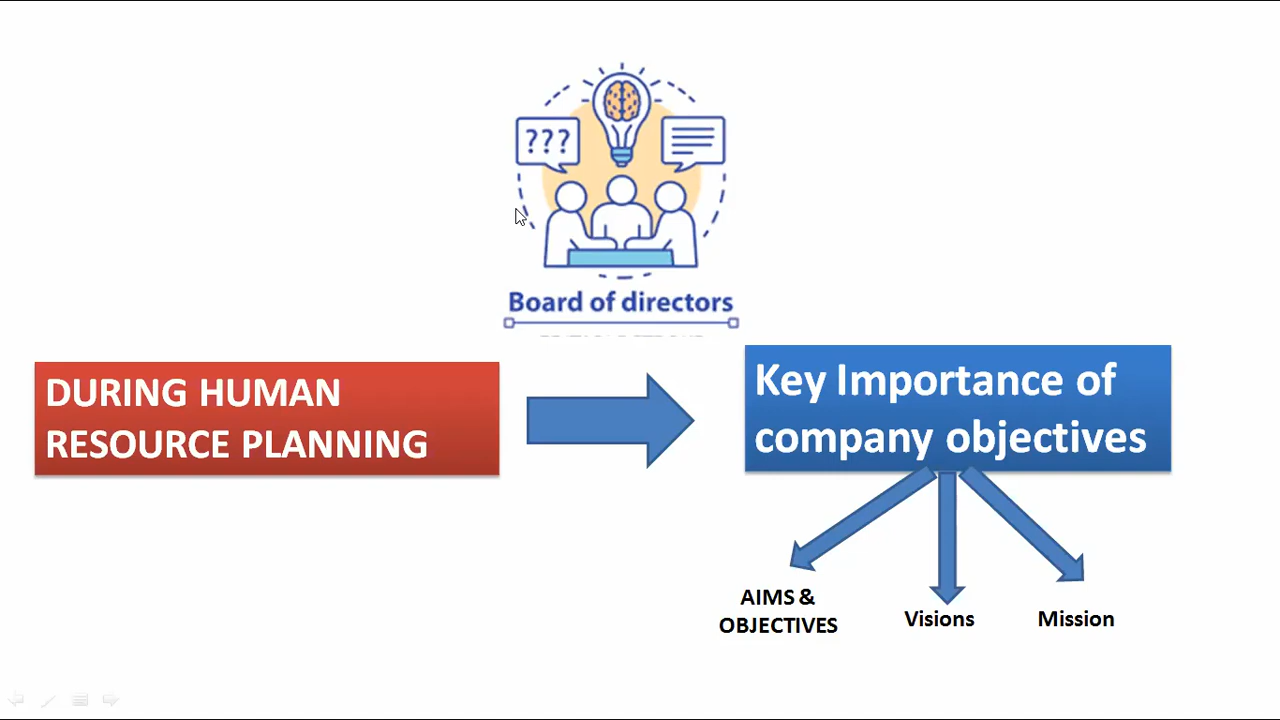 ???
Board of directors
DURING HUMAN
RESOURCE PLANNING
Key Importance of
company objectives
AIMS &
OBJECTIVES
Visions
Mission